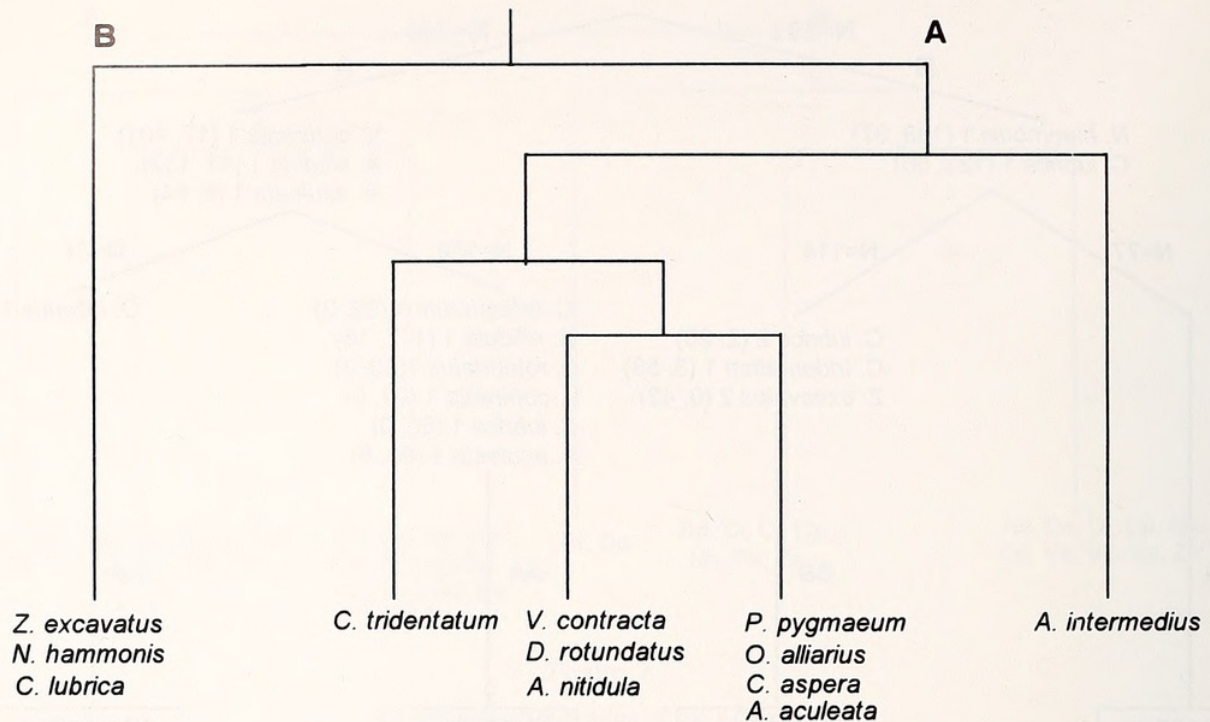 B
A
Z. excavatus
N. hammonis
C. lubrica
C. tridentatum
V. contracta
D. rotundatus
A. nitidula
P. pygmaeum
O. alliarius
C. aspera
A. aculeata
A. intermedius